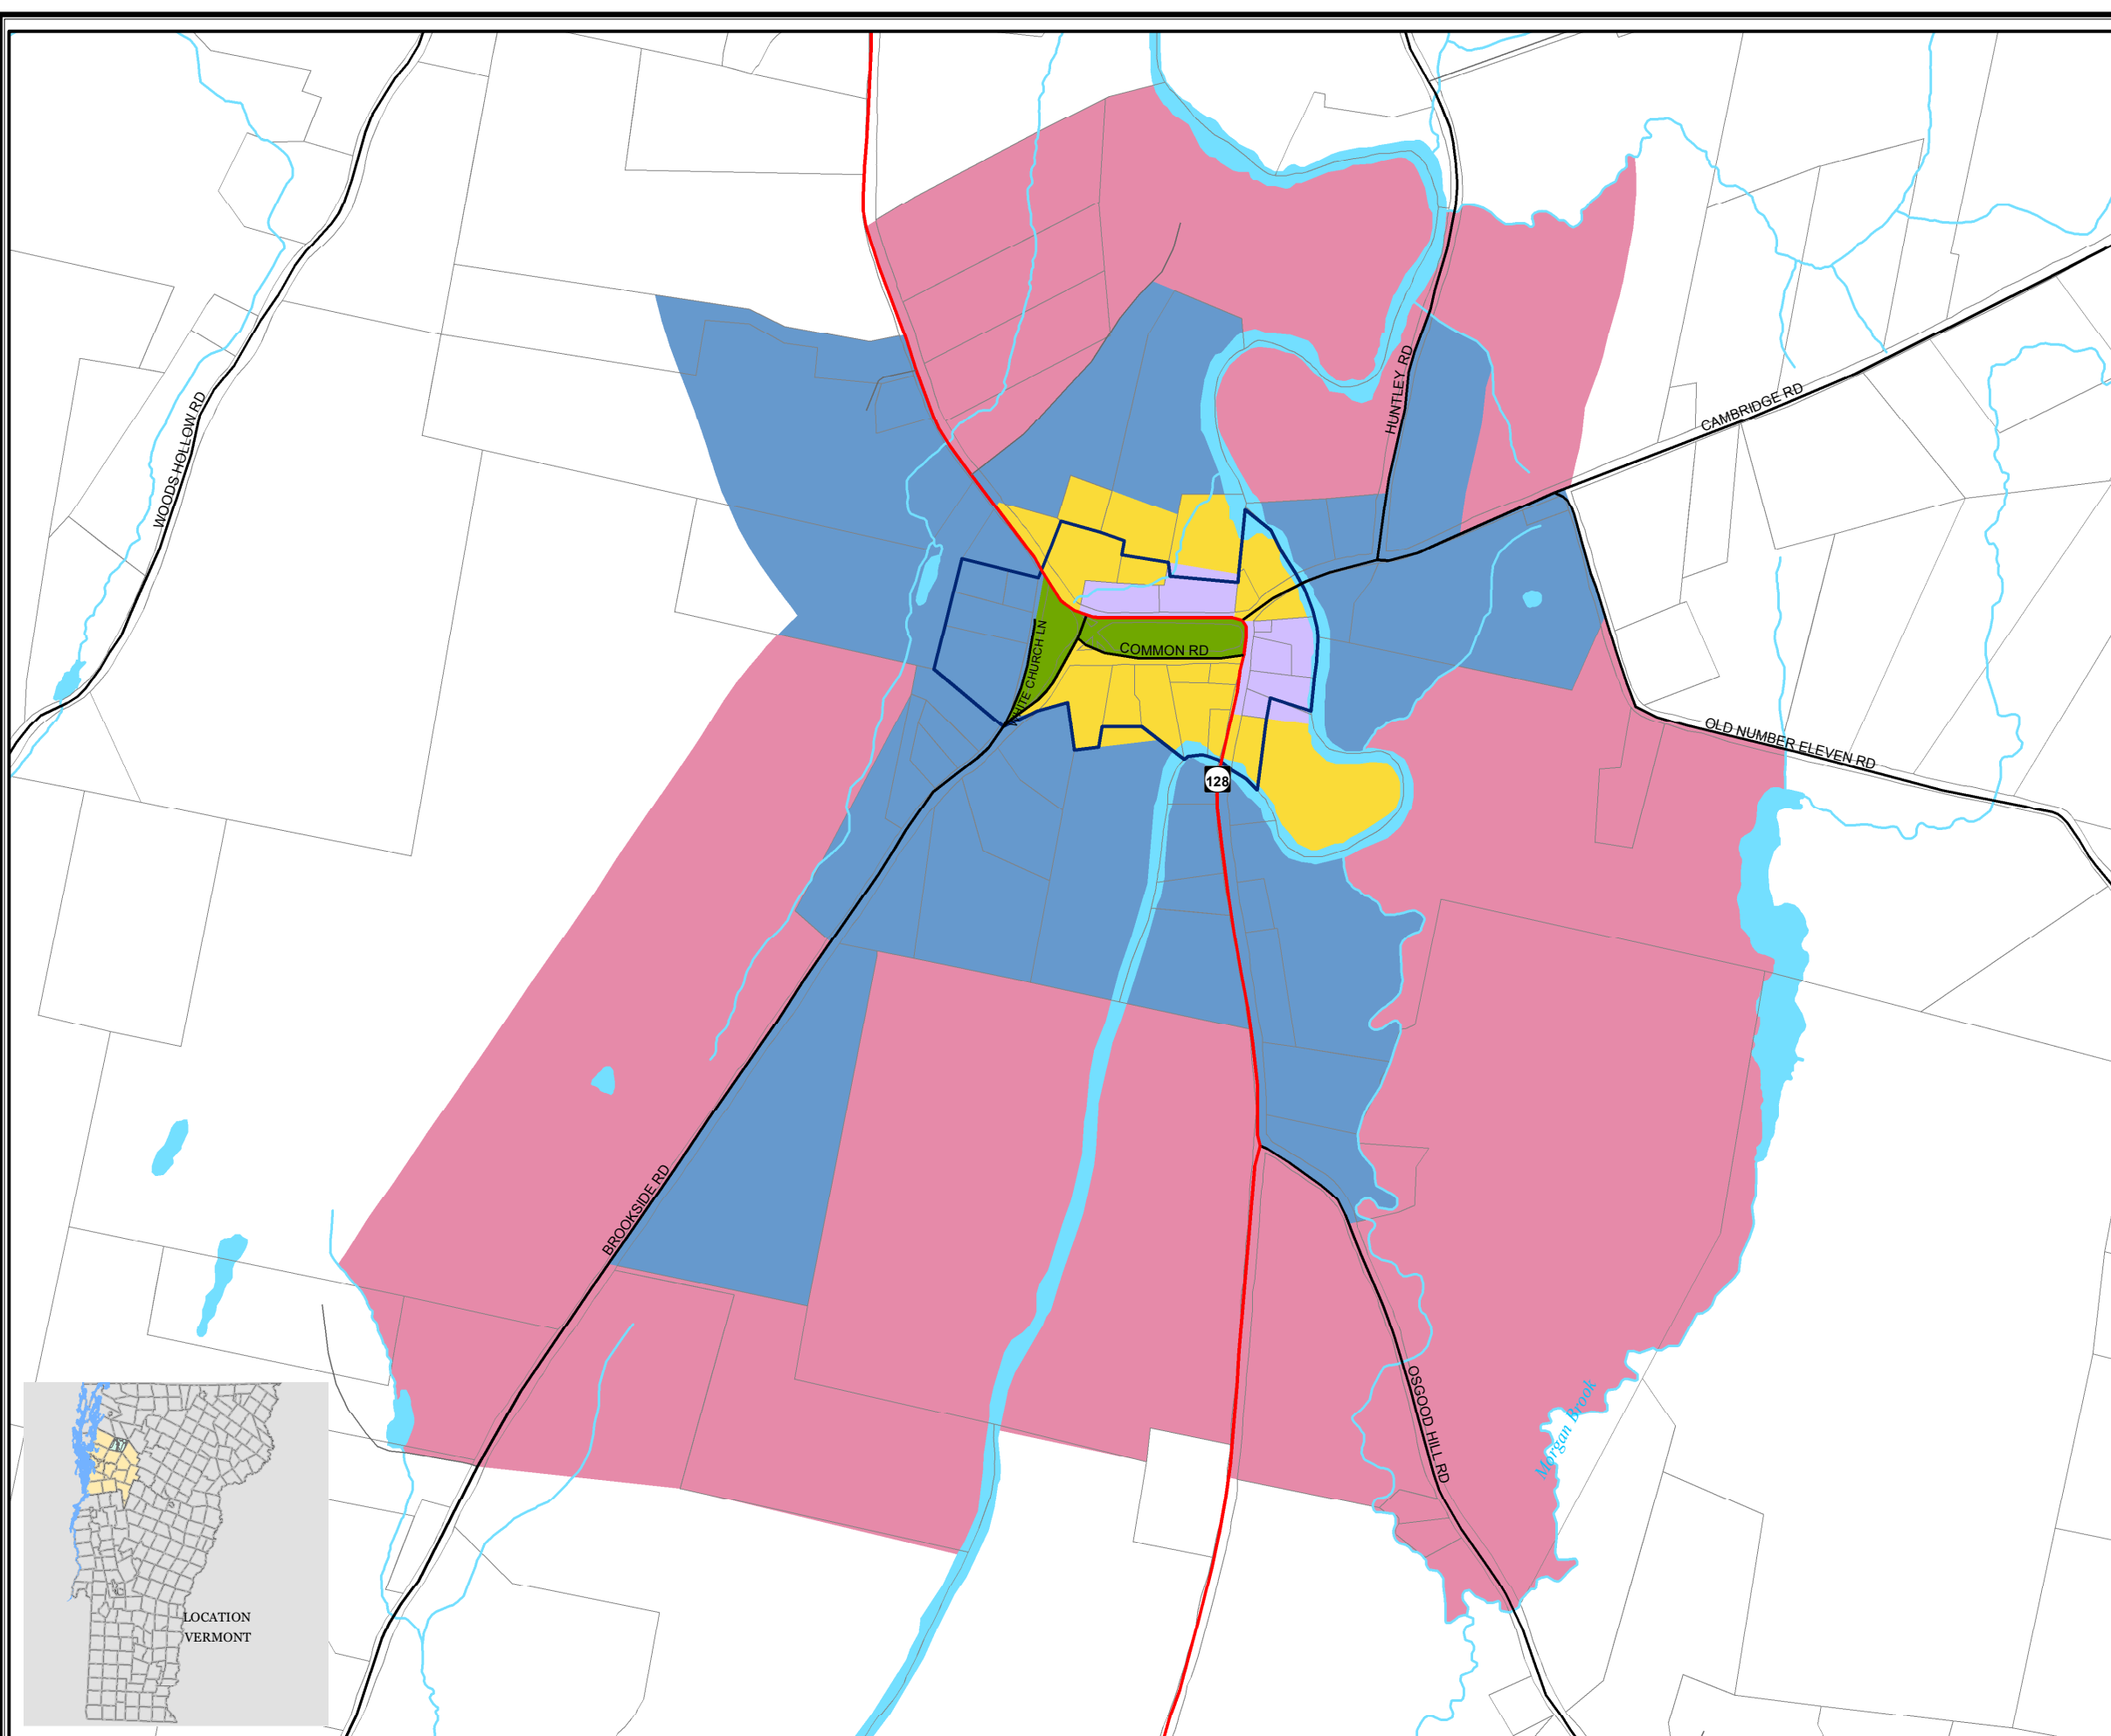 HUNTLEY RD
CAMBRIDGE RD
WOODS HOLLOW RD
WHITE CHURCH LN
COMMON RD
OLD NUMBER ELEVEN RD
128
BROOKSIDE RD
OSGOOD HILL RD
Morgan Brook
LOCATION
VERMONT